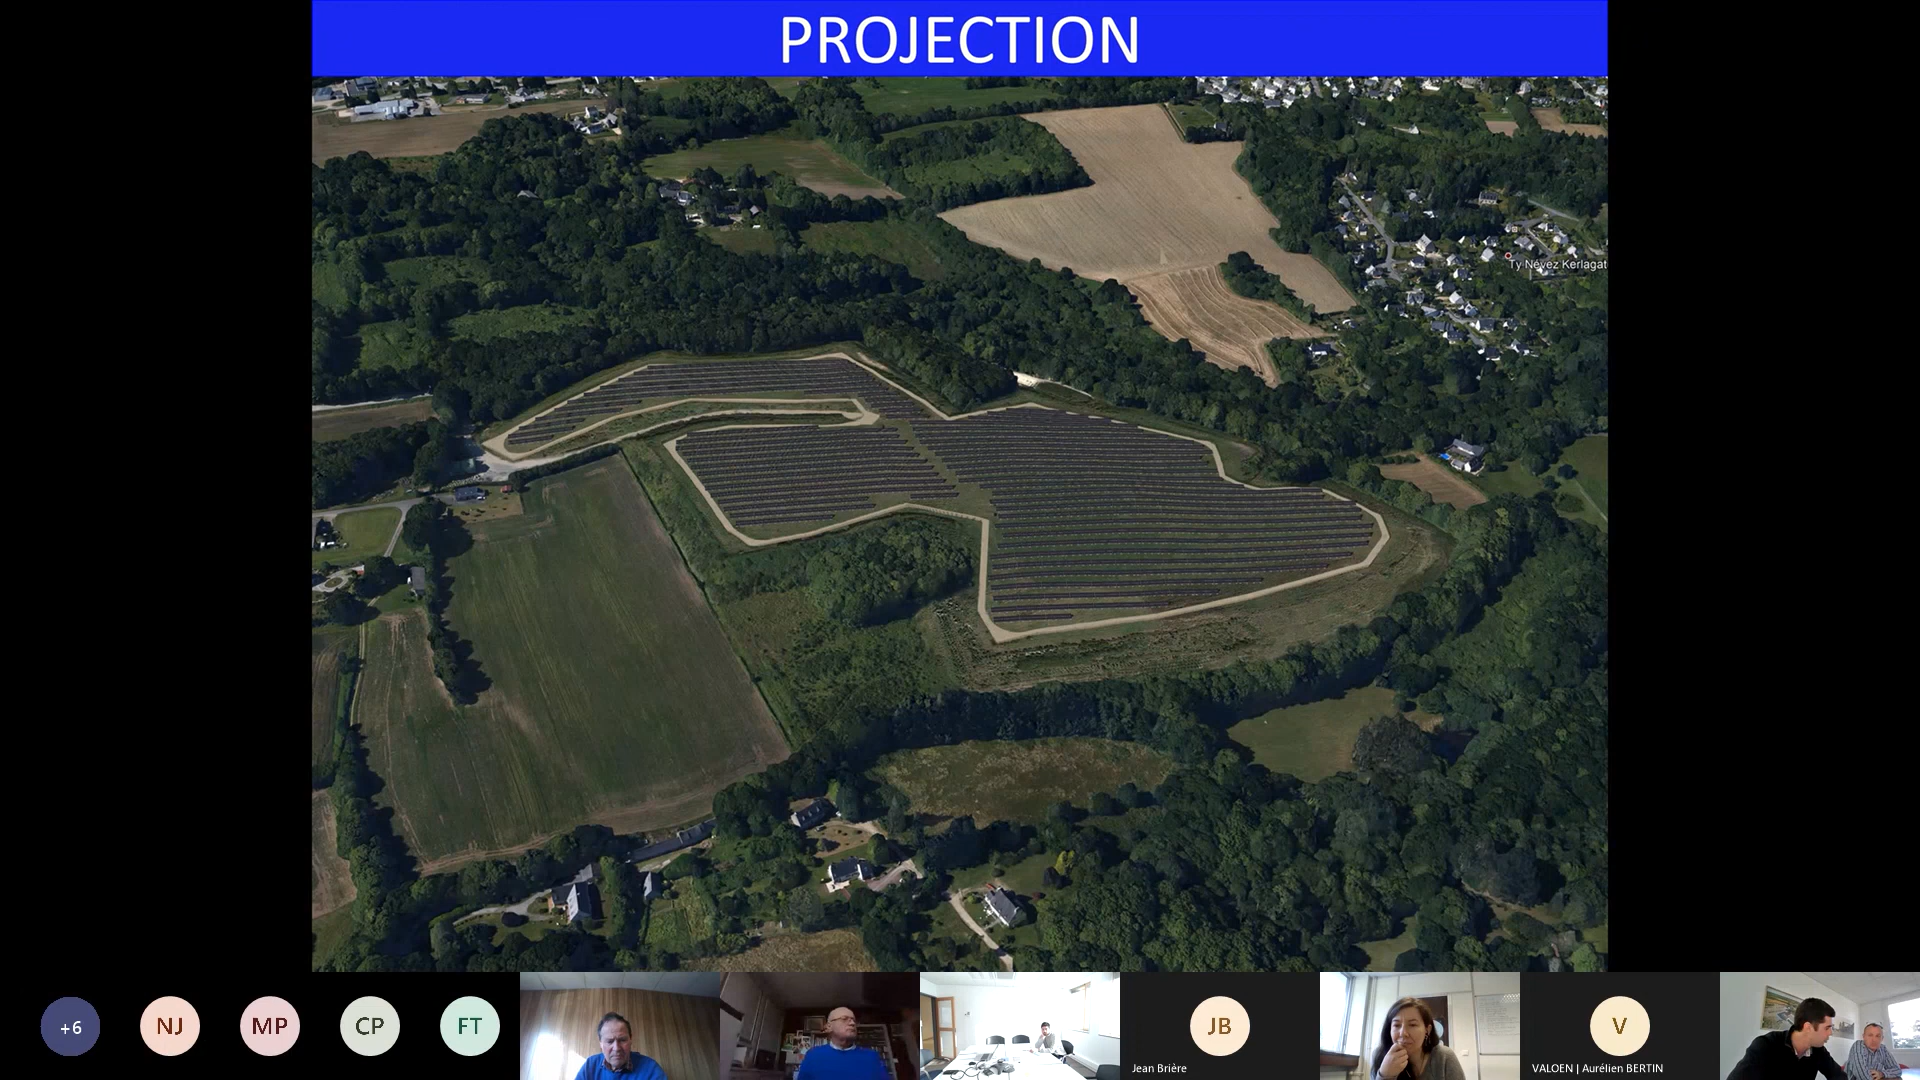 PROJECTION
Ty Névez Kerlagat
+6
NJ
MP
CP
FT
JB
Jean Brière
V
VALOEN | Aurélien BERTIN